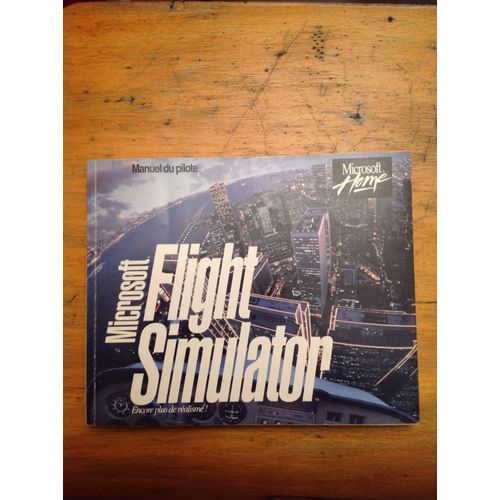 Manuel du pilote
Microsoft
Home
Microsoft
Flight
Simulator
Encore plus de réalisme !